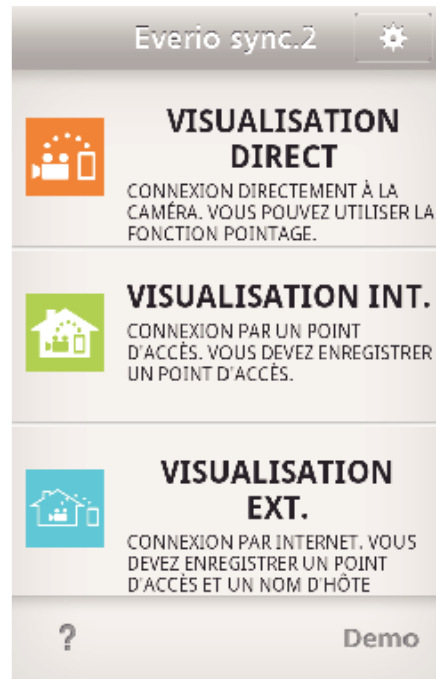 Everio sync.2
VISUALISATION
DIRECT
CONNEXION DIRECTEMENT À LA
CAMÉRA. VOUS POUVEZ UTILISER LA
FONCTION POINTAGE.
VISUALISATION INT.
CONNEXION PAR UN POINT
D'ACCÈS. VOUS DEVEZ ENREGISTRER
UN POINT D'ACCÈS.
VISUALISATION
EXT.
CONNEXION PAR INTERNET. VOUS
DEVEZ ENREGISTRER UN POINT
D'ACCÈS ET UN NOM D'HÔTE
? Demo